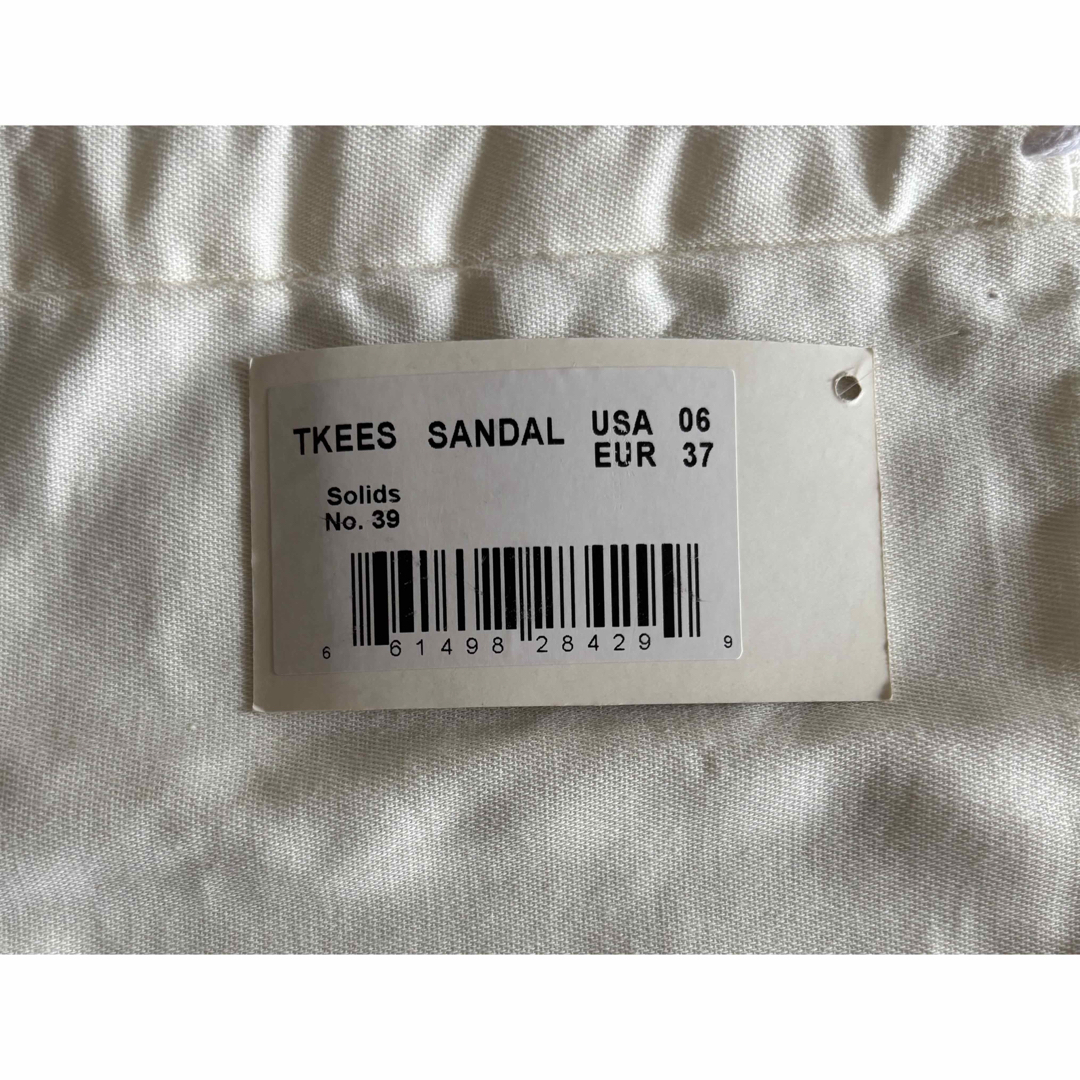 TKEES SANDAL USA 06
EUR 37
Solids
No. 39
6 61498 28429 9